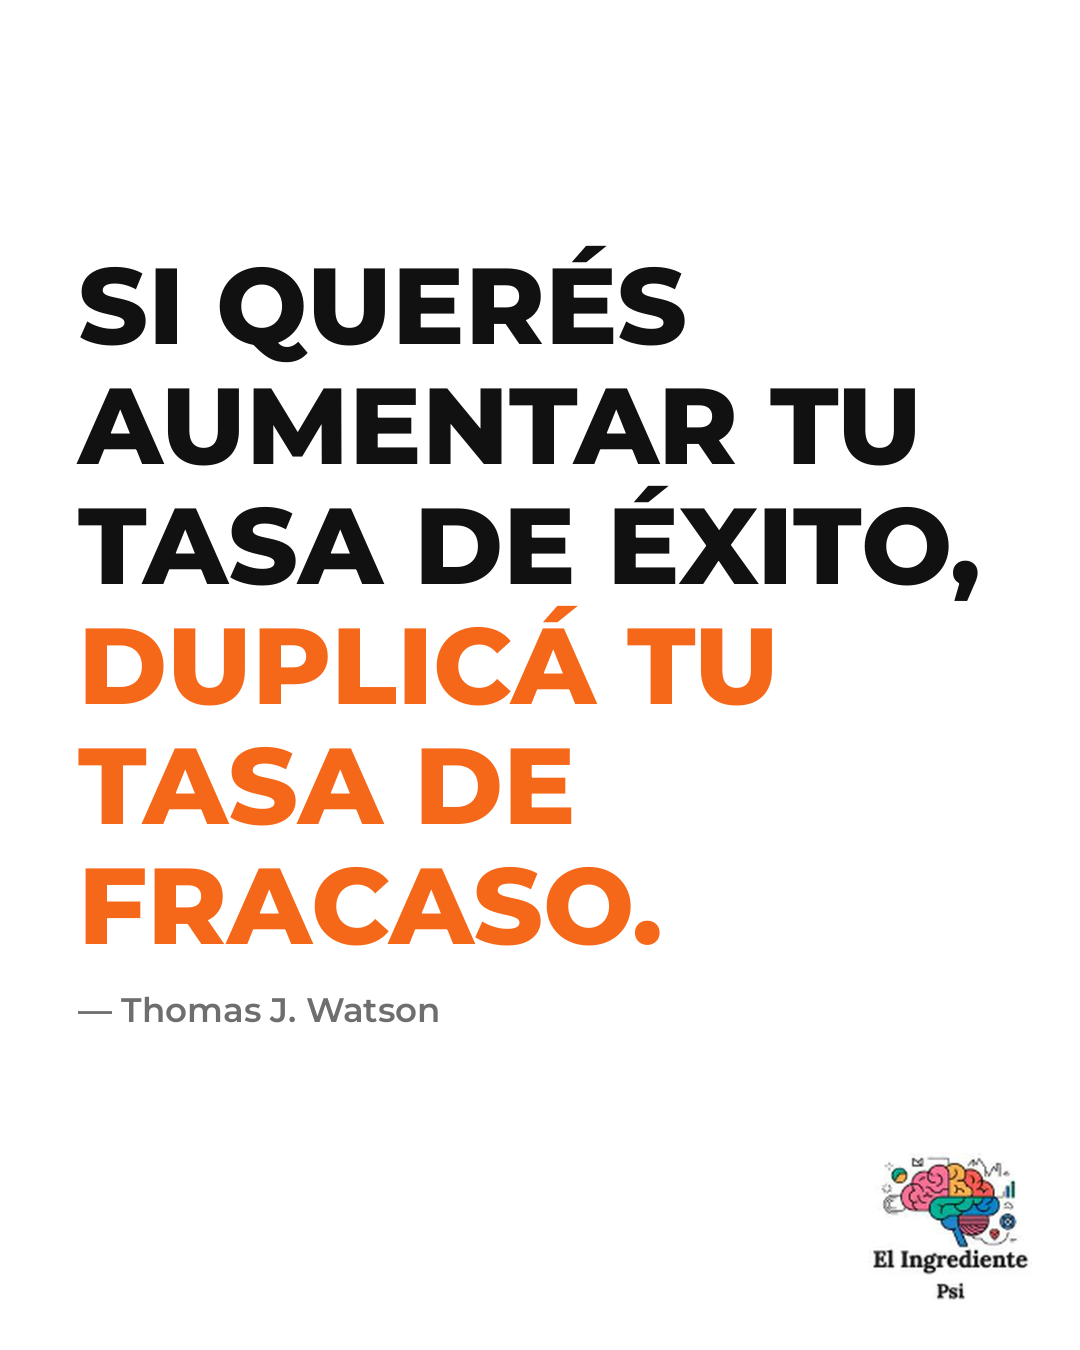 SI QUERÉS
AUMENTAR TU
TASA DE ÉXITO,
DUPLICÁ TU
TASA DE
FRACASO.
— Thomas J. Watson
El Ingrediente
Psi